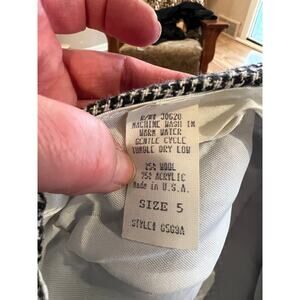 RN# 30620
MACHINE WASH IN
WARM WATER
GENTLE CYCLE
TUMBLE DRY LOW
25% WOOL
75% ACRYLIC
Made in U.S.A.
SIZE 5
STYLE# 6569A